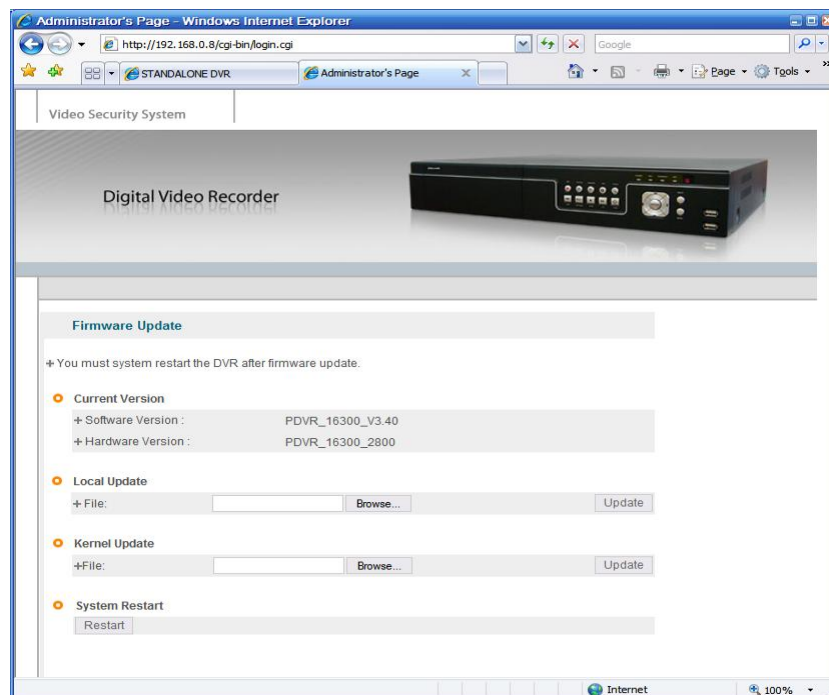 Administrator's Page - Windows Internet Explorer
http://192.168.0.8/cgi-bin/login.cgi
Google
STANDALONE DVR
Administrator's Page
Page
Tools
Video Security System
Digital Video Recorder
Firmware Update
+ You must system restart the DVR after firmware update.
Current Version
+ Software Version : PDVR_16300_V3.40
+ Hardware Version : PDVR_16300_2800
Local Update
+ File: Browse... Update
Kernel Update
+File: Browse... Update
System Restart
Restart
Internet 100%